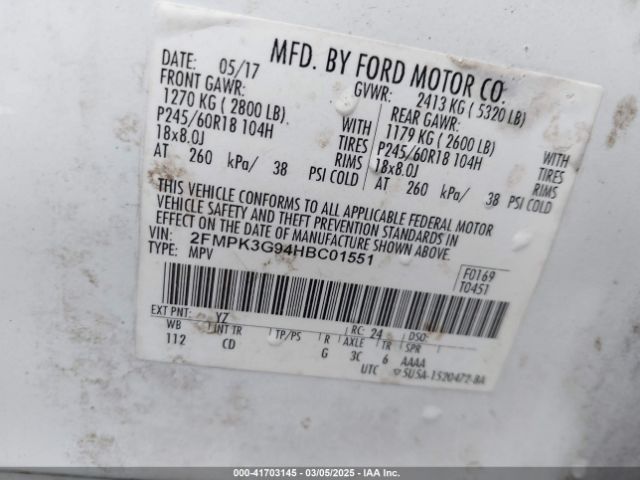 MFD. BY FORD MOTOR CO.
DATE: 05/17 GVWR: 2413 KG ( 5320 LB)
FRONT GAWR: REAR GAWR:
1270 KG ( 2800 LB) WITH 1179 KG ( 2600 LB) WITH
P245/60R18 104H TIRES P245/60R18 104H TIRES
18x8.0J RIMS 18x8.0J RIMS
AT 260 kPa/ 38 PSI COLD AT 260 kPa/ 38 PSI COLD
THIS VEHICLE CONFORMS TO ALL APPLICABLE FEDERAL MOTOR
VEHICLE SAFETY AND THEFT PREVENTION STANDARDS IN
EFFECT ON THE DATE OF MANUFACTURE SHOWN ABOVE.
VIN: 2FMPK3G94HBC01551
TYPE: MPV
F0169
T0451
EXT PNT: YZ RC: 24 DSO:
WB INT TR TP/PS R AXLE TR SPR
112 CD G 3C 6 AAAA
UTC 5U5A-1520472-BA
000-41703145 - 03/05/2025 - IAA Inc.